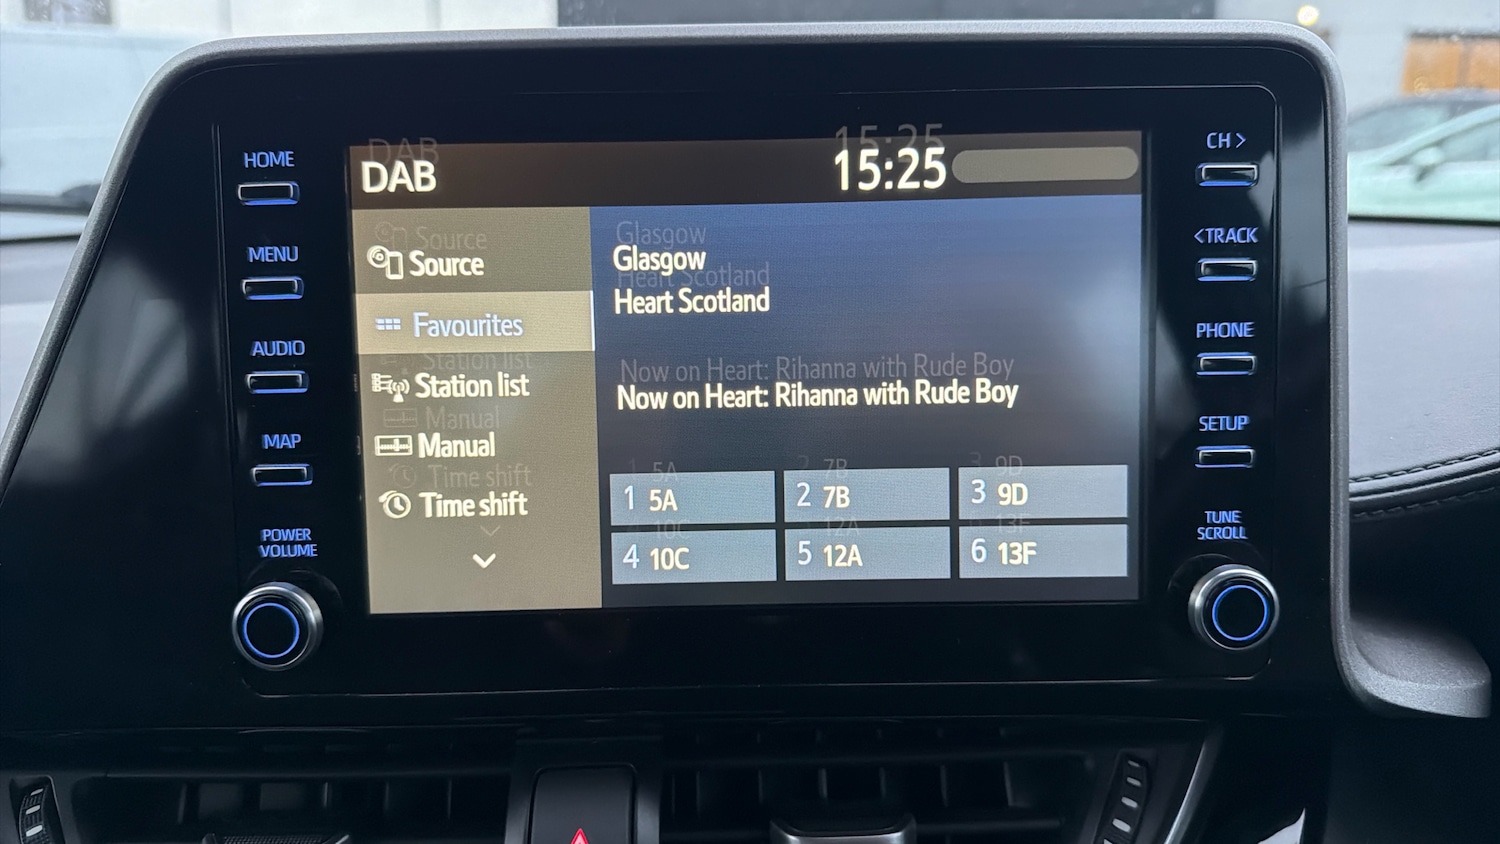 HOME
MENU
AUDIO
MAP
POWER
VOLUME
DAB
15:25
Source
Favourites
Station list
Manual
Time shift
Glasgow
Heart Scotland
Now on Heart: Rihanna with Rude Boy
1 5A
2 7B
3 9D
4 10C
5 12A
6 13F
CH >
<TRACK
PHONE
SETUP
TUNE
SCROLL